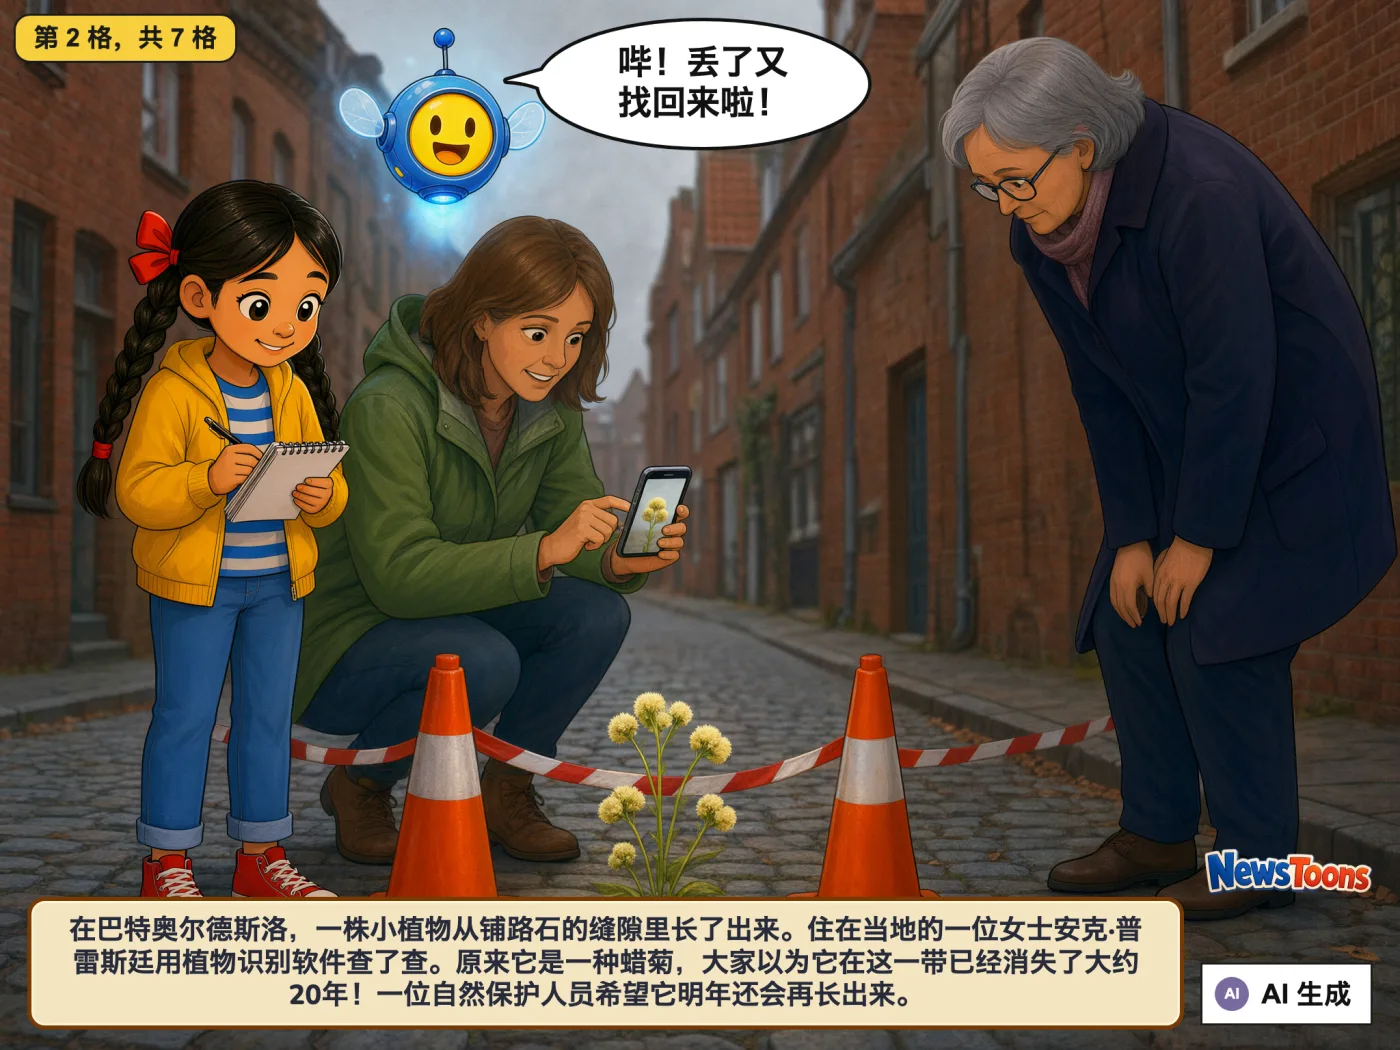 第 2 格，共 7 格
哔！丢了又
找回来啦！
在巴特奥尔德斯洛，一株小植物从铺路石的缝隙里长了出来。住在当地的一位女士安克·普
雷斯廷用植物识别软件查了查。原来它是一种蜡菊，大家以为它在这一带已经消失了大约
20年！一位自然保护人员希望它明年还会再长出来。
NewsToons
AI AI 生成